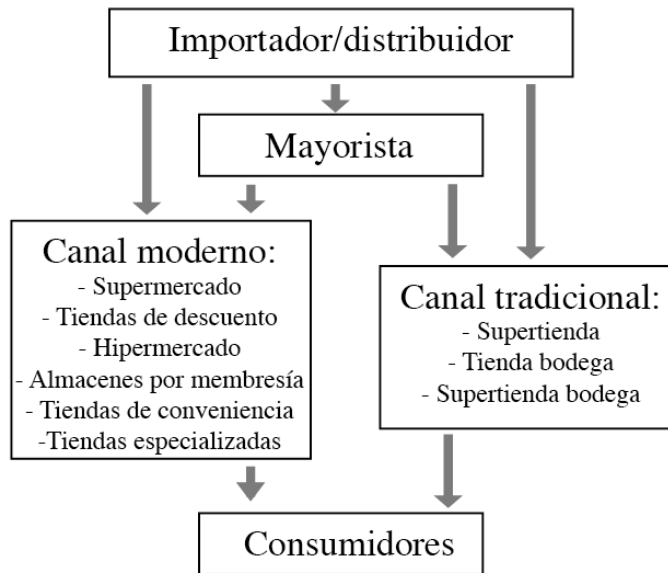 Importador/distribuidor
Mayorista
Canal moderno:
- Supermercado
- Tiendas de descuento
- Hipermercado
- Almacenes por membresía
- Tiendas de conveniencia
-Tiendas especializadas
Canal tradicional:
- Supertienda
- Tienda bodega
- Supertienda bodega
Consumidores